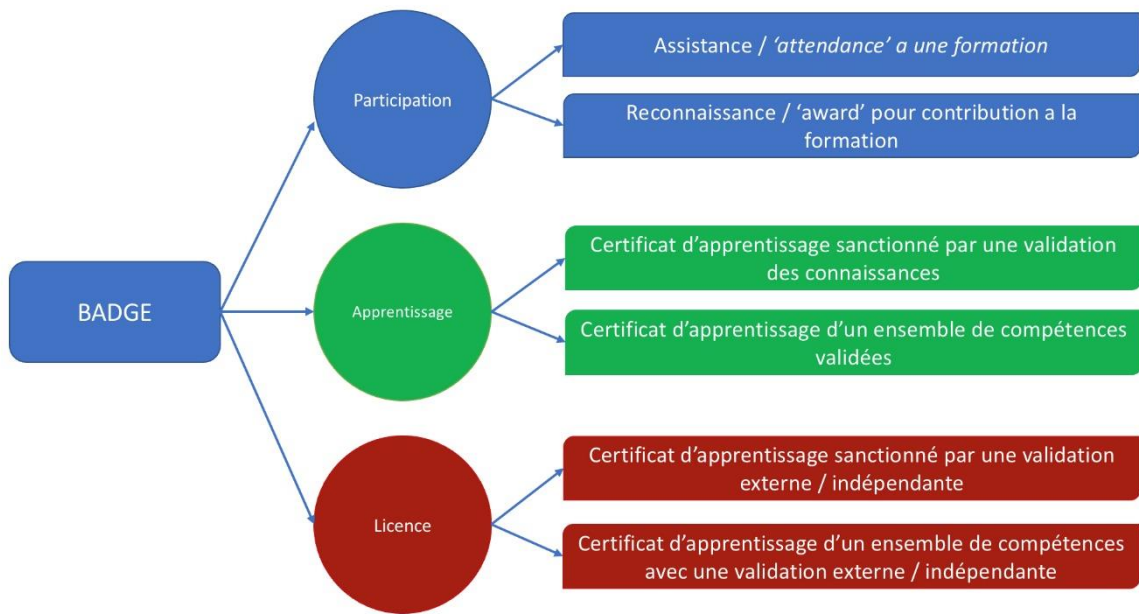 BADGE
Participation
Assistance / ‘attendance’ a une formation
Reconnaissance / ‘award’ pour contribution a la
formation
Apprentissage
Certificat d’apprentissage sanctionné par une validation
des connaissances
Certificat d’apprentissage d’un ensemble de compétences
validées
Licence
Certificat d’apprentissage sanctionné par une validation
externe / indépendante
Certificat d’apprentissage d’un ensemble de compétences
avec une validation externe / indépendante